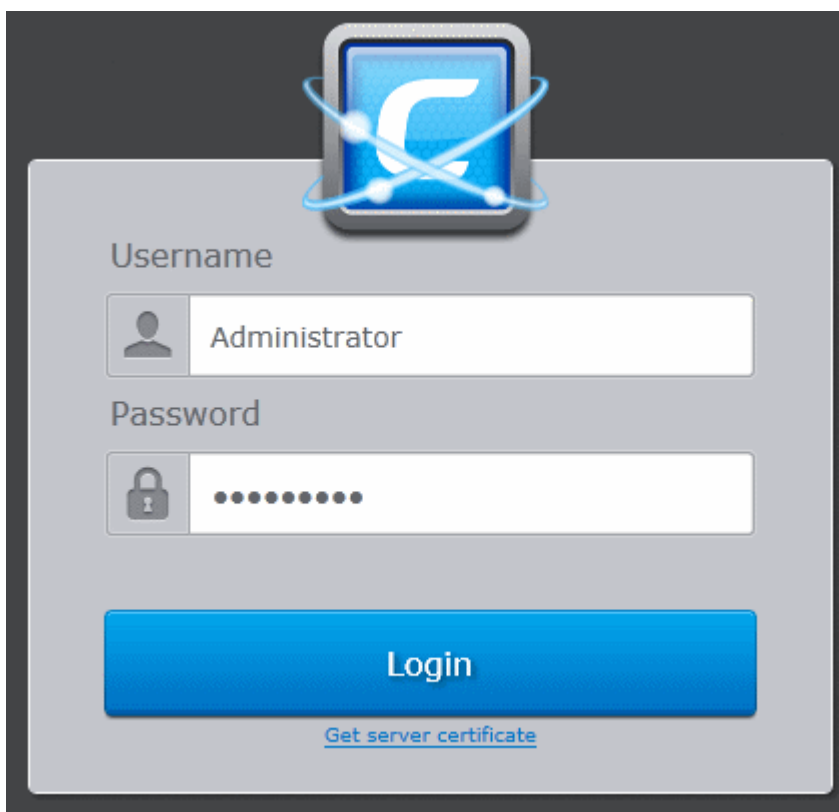 Username
Administrator
Password
•••••••••
Login
Get server certificate